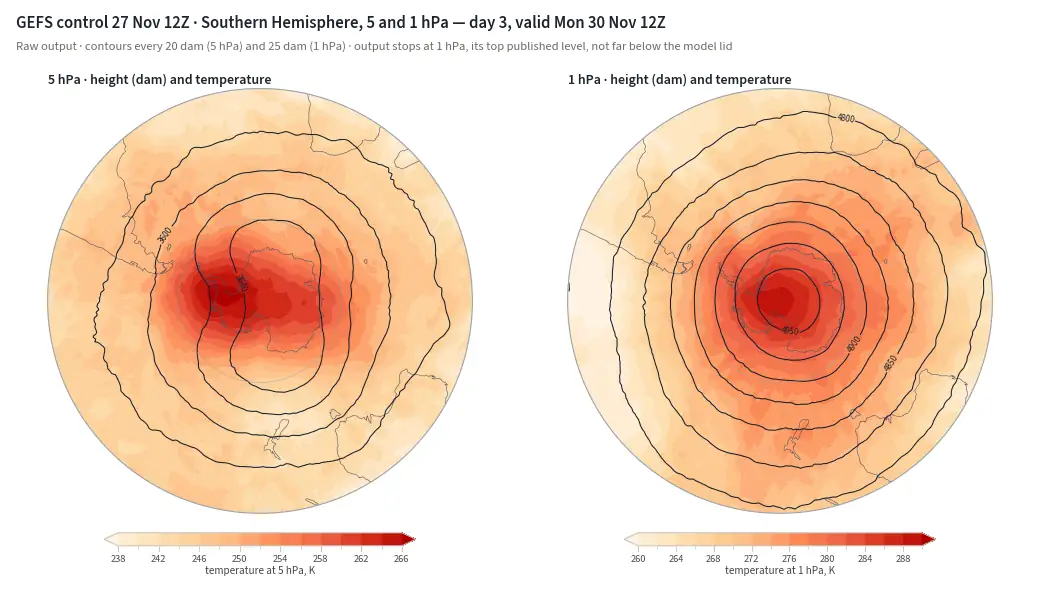 GEFS control 27 Nov 12Z · Southern Hemisphere, 5 and 1 hPa — day 3, valid Mon 30 Nov 12Z
Raw output · contours every 20 dam (5 hPa) and 25 dam (1 hPa) · output stops at 1 hPa, its top published level, not far below the model lid
5 hPa · height (dam) and temperature
1 hPa · height (dam) and temperature
4800
3600
4950
4900
4850
238 242 246 250 254 258 262 266
temperature at 5 hPa, K
260 264 268 272 276 280 284 288
temperature at 1 hPa, K